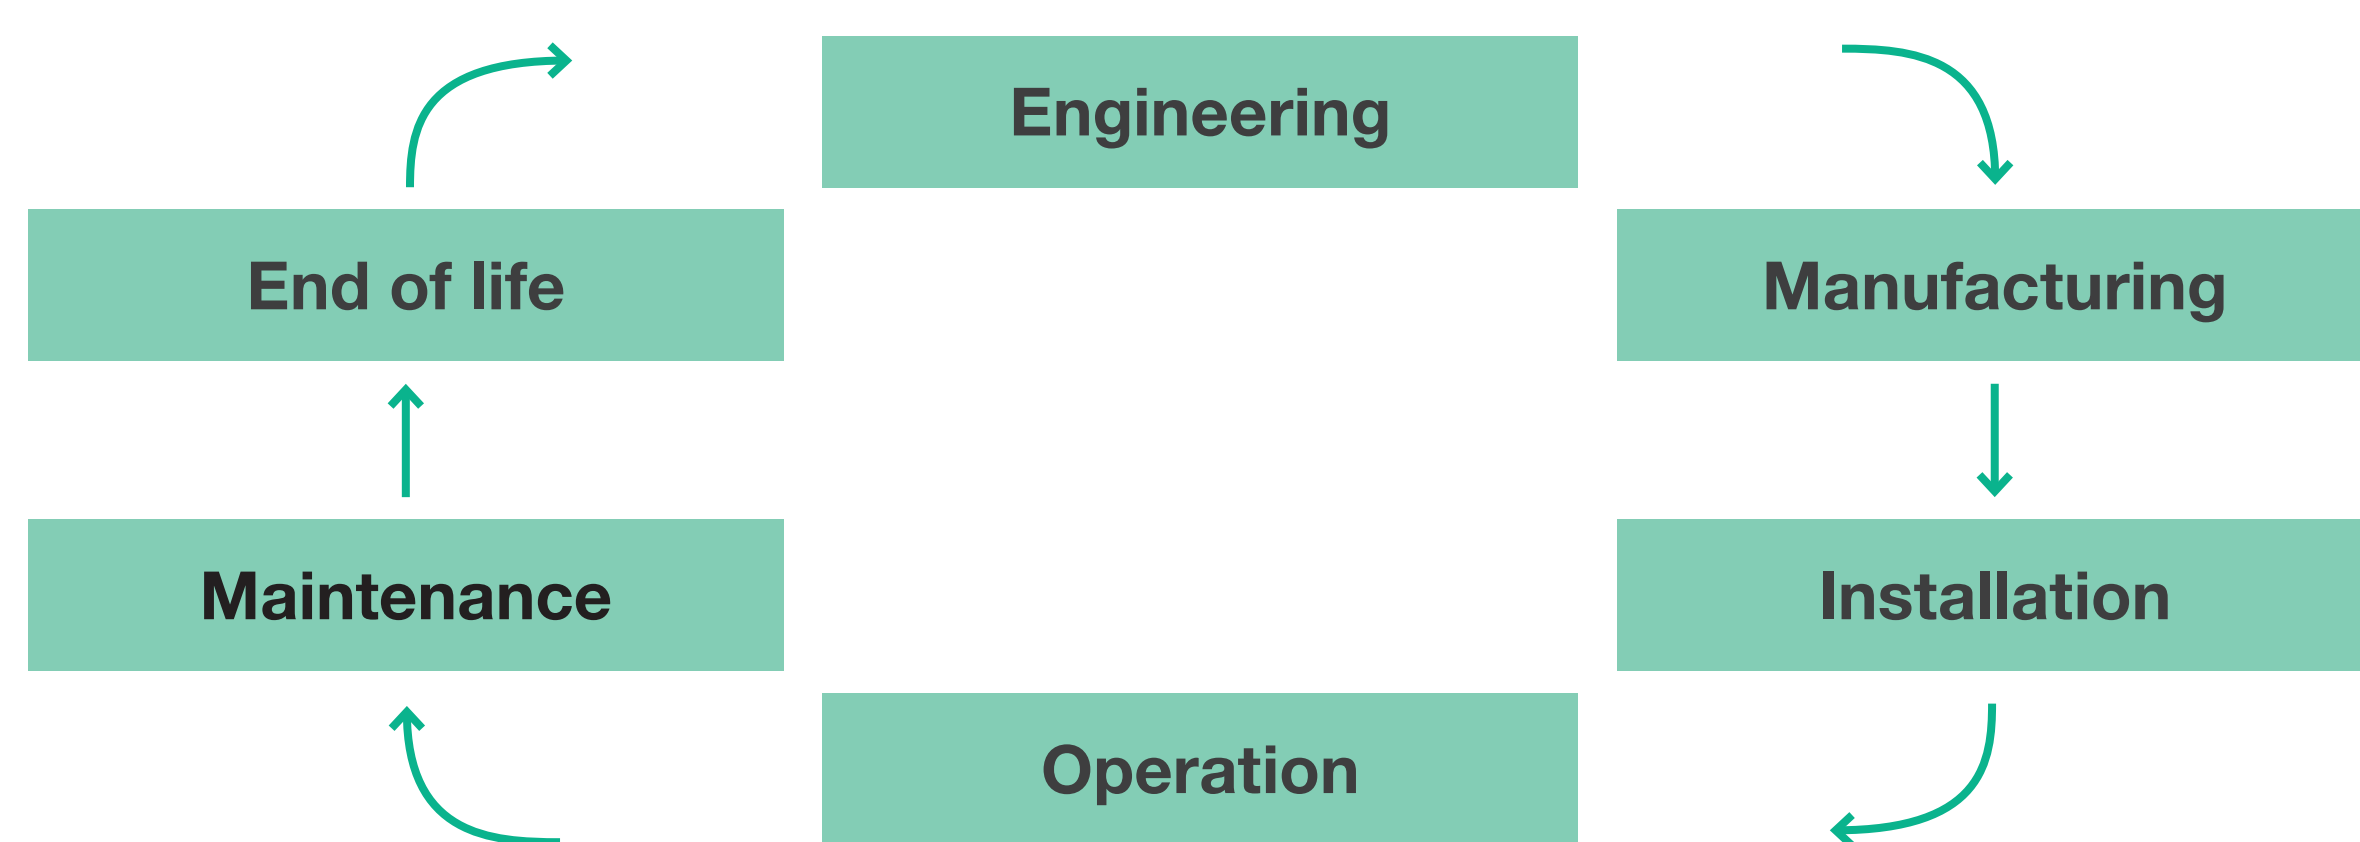 Engineering
End of life
Manufacturing
Maintenance
Installation
Operation